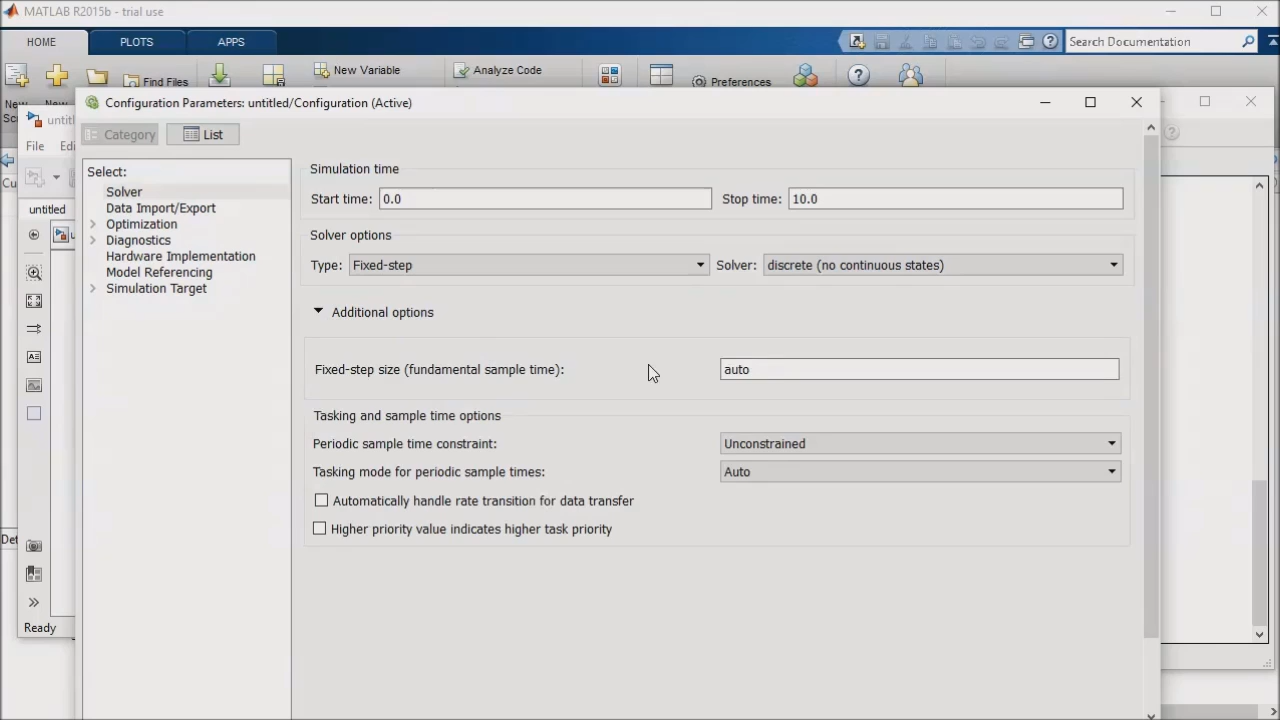 MATLAB R2015b - trial use
HOME PLOTS APPS
Search Documentation
New Variable Analyze Code
Find Files Preferences
New New
Configuration Parameters: untitled/Configuration (Active)
Category List
File
Select:
Solver
Data Import/Export
Optimization
Diagnostics
Hardware Implementation
Model Referencing
Simulation Target
untitled
Ready
Simulation time
Start time: 0.0 Stop time: 10.0
Solver options
Type: Fixed-step Solver: discrete (no continuous states)
Additional options
Fixed-step size (fundamental sample time): auto
Tasking and sample time options
Periodic sample time constraint: Unconstrained
Tasking mode for periodic sample times: Auto
Automatically handle rate transition for data transfer
Higher priority value indicates higher task priority